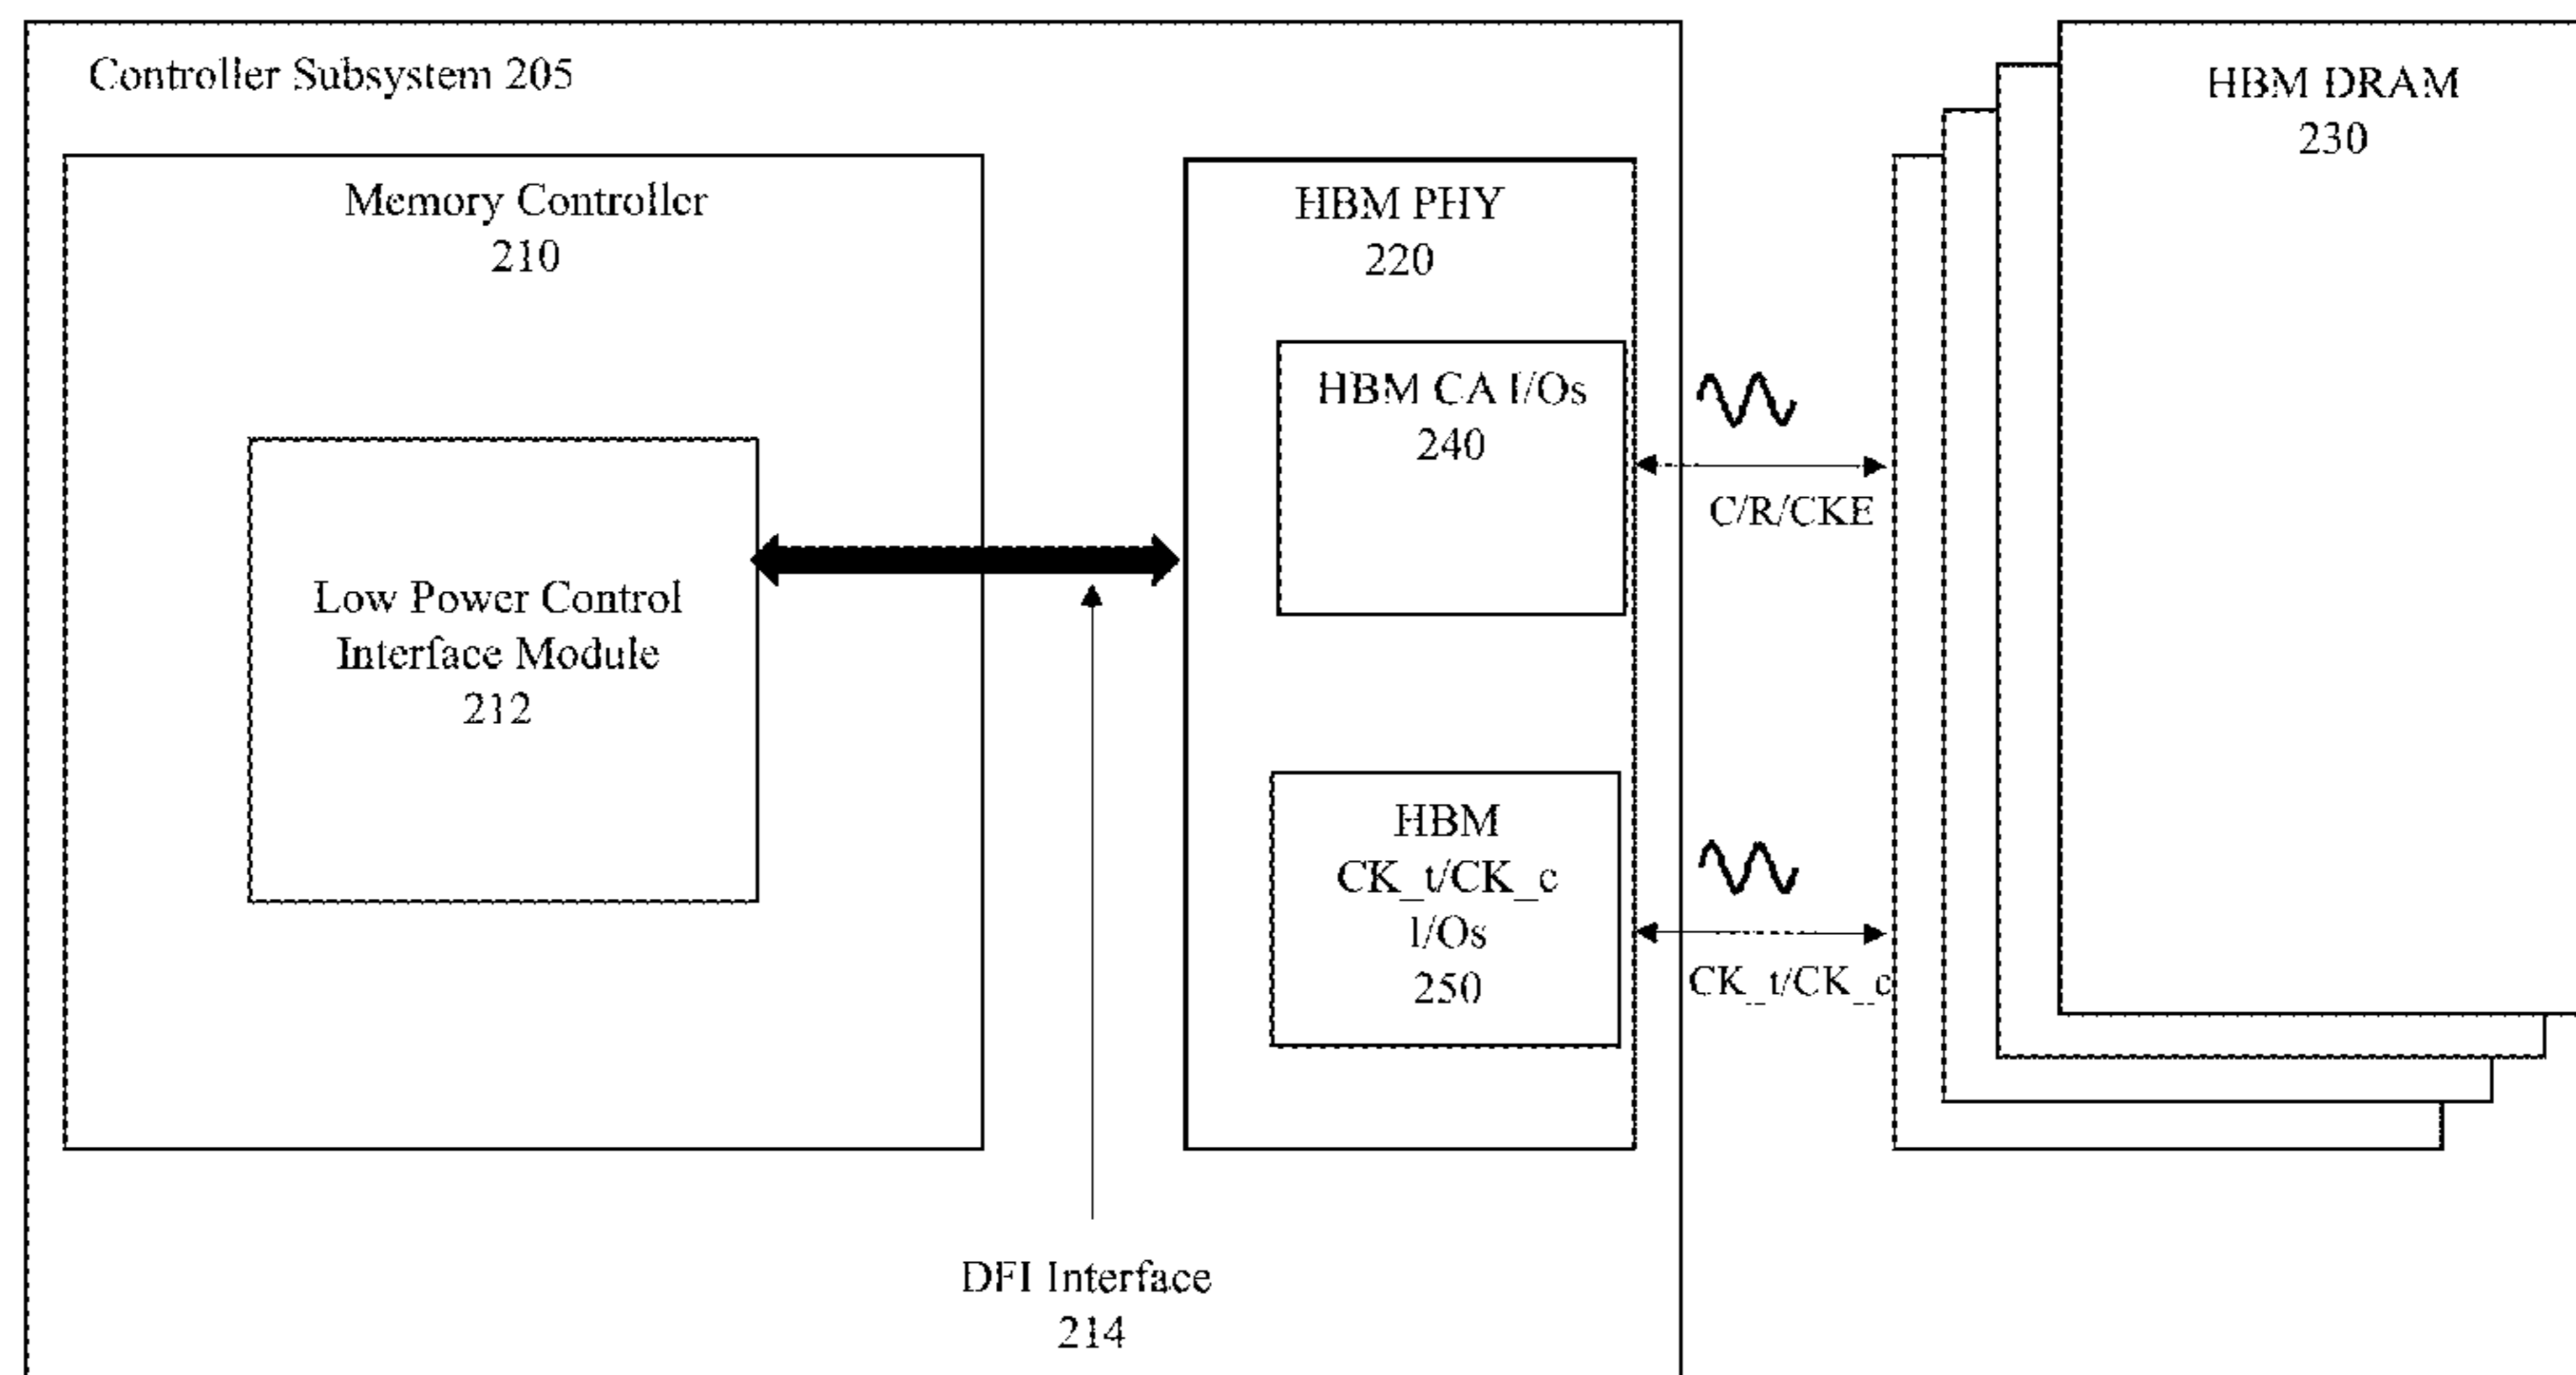 Controller Subsystem 205
Memory Controller
210
Low Power Control
Interface Module
212
DFI Interface
214
HBM PHY
220
HBM CA I/Os
240
HBM
CK_t/CK_c
I/Os
250
C/R/CKE
CK_t/CK_c
HBM DRAM
230